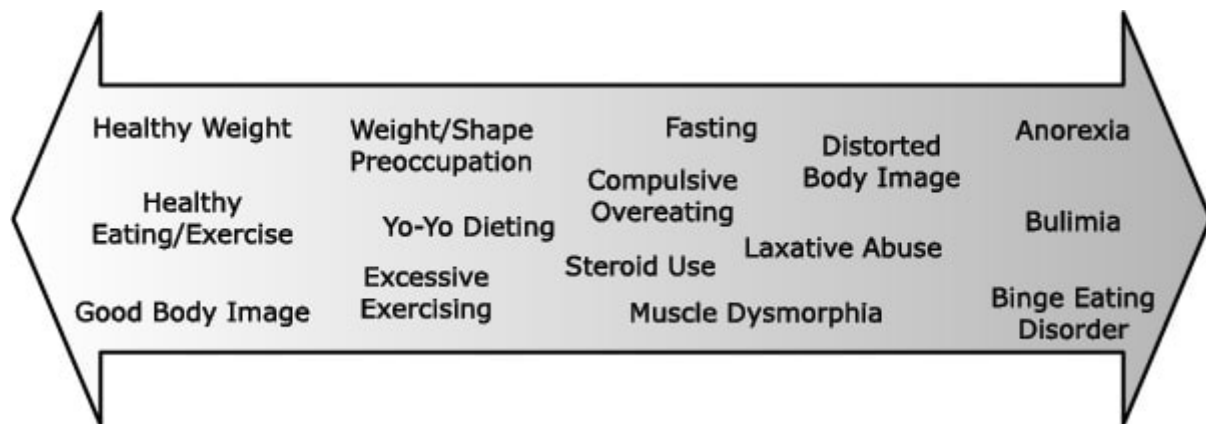 Healthy Weight
Healthy
Eating/Exercise
Good Body Image
Weight/Shape
Preoccupation
Yo-Yo Dieting
Excessive
Exercising
Fasting
Compulsive
Overeating
Steroid Use
Muscle Dysmorphia
Distorted
Body Image
Laxative Abuse
Anorexia
Bulimia
Binge Eating
Disorder